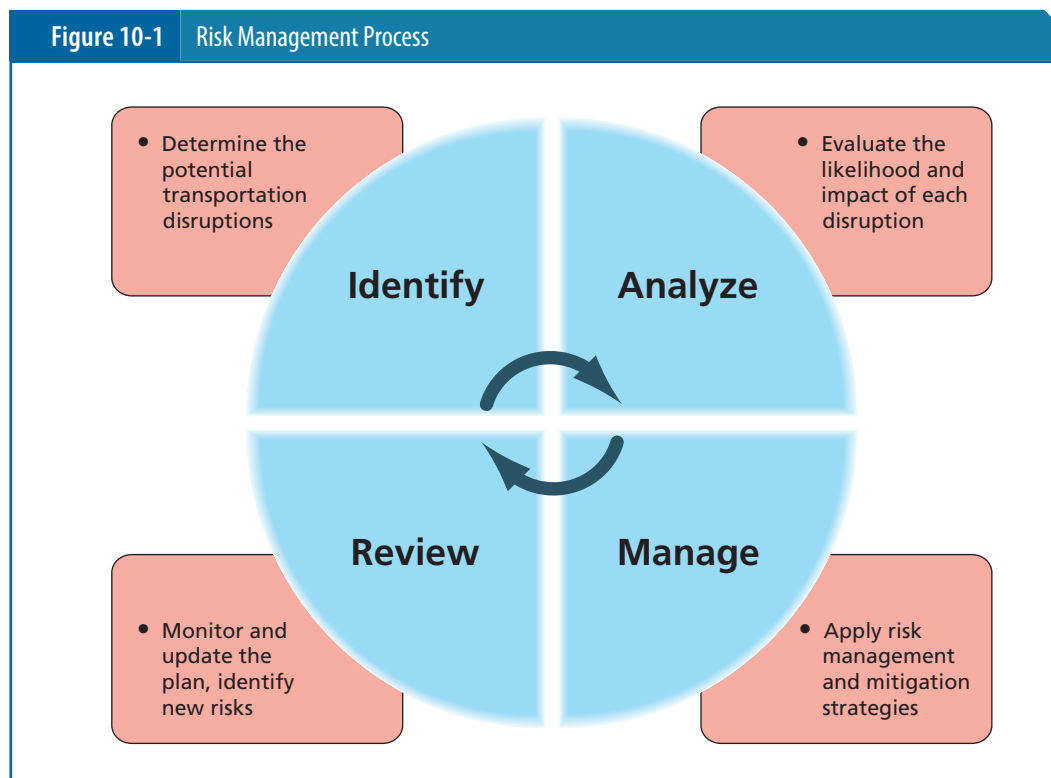 Figure 10-1 Risk Management Process
• Determine the
potential
transportation
disruptions
• Evaluate the
likelihood and
impact of each
disruption
Identify
Analyze
Review
Manage
• Monitor and
update the
plan, identify
new risks
• Apply risk
management
and mitigation
strategies